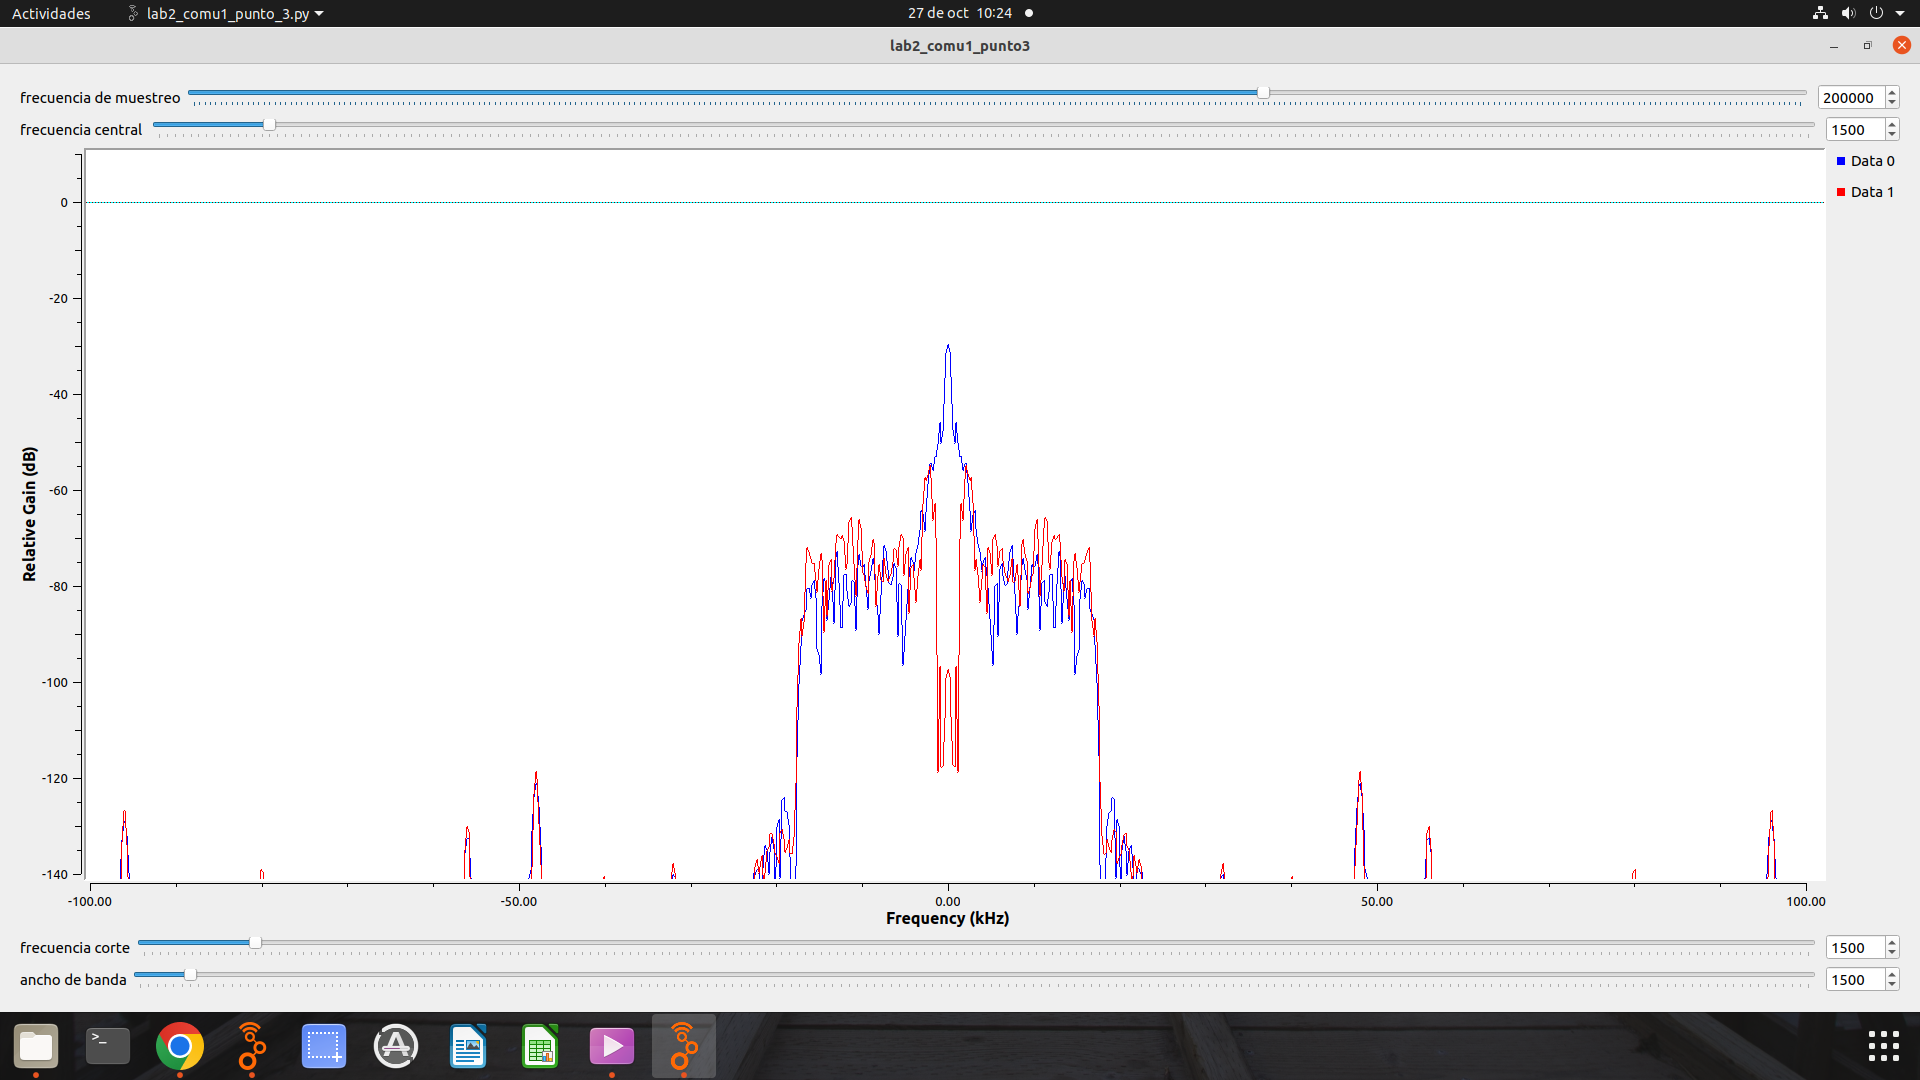 Actividades lab2_comu1_punto_3.py 27 de oct 10:24
lab2_comu1_punto3
frecuencia de muestreo 200000
frecuencia central 1500
Data 0
Data 1
0
-20
-40
-60
-80
-100
-120
-140
Relative Gain (dB)
-100.00 -50.00 0.00 50.00 100.00
Frequency (kHz)
frecuencia corte 1500
ancho de banda 1500